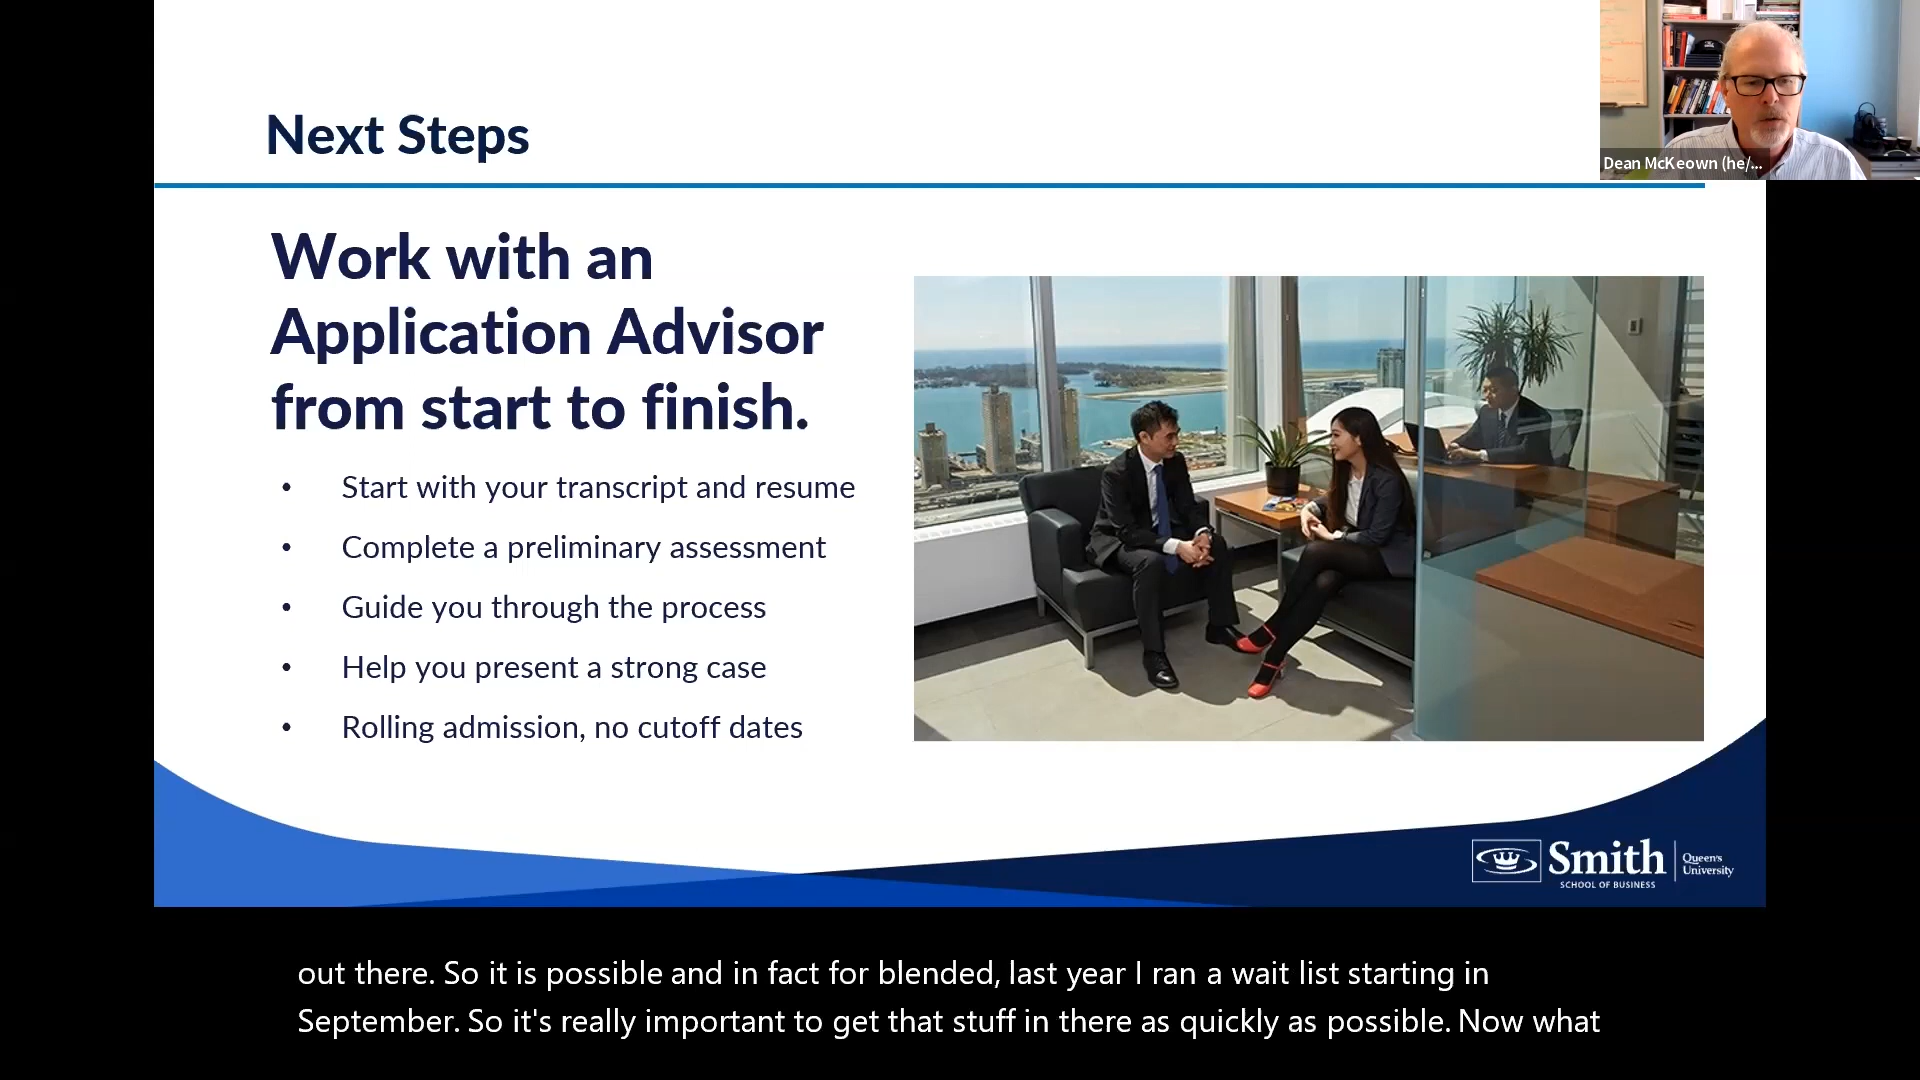 Next Steps
Dean McKeown (he/...
Work with an
Application Advisor
from start to finish.
• Start with your transcript and resume
• Complete a preliminary assessment
• Guide you through the process
• Help you present a strong case
• Rolling admission, no cutoff dates
Smith
SCHOOL OF BUSINESS
Queen's
University
out there. So it is possible and in fact for blended, last year I ran a wait list starting in
September. So it's really important to get that stuff in there as quickly as possible. Now what